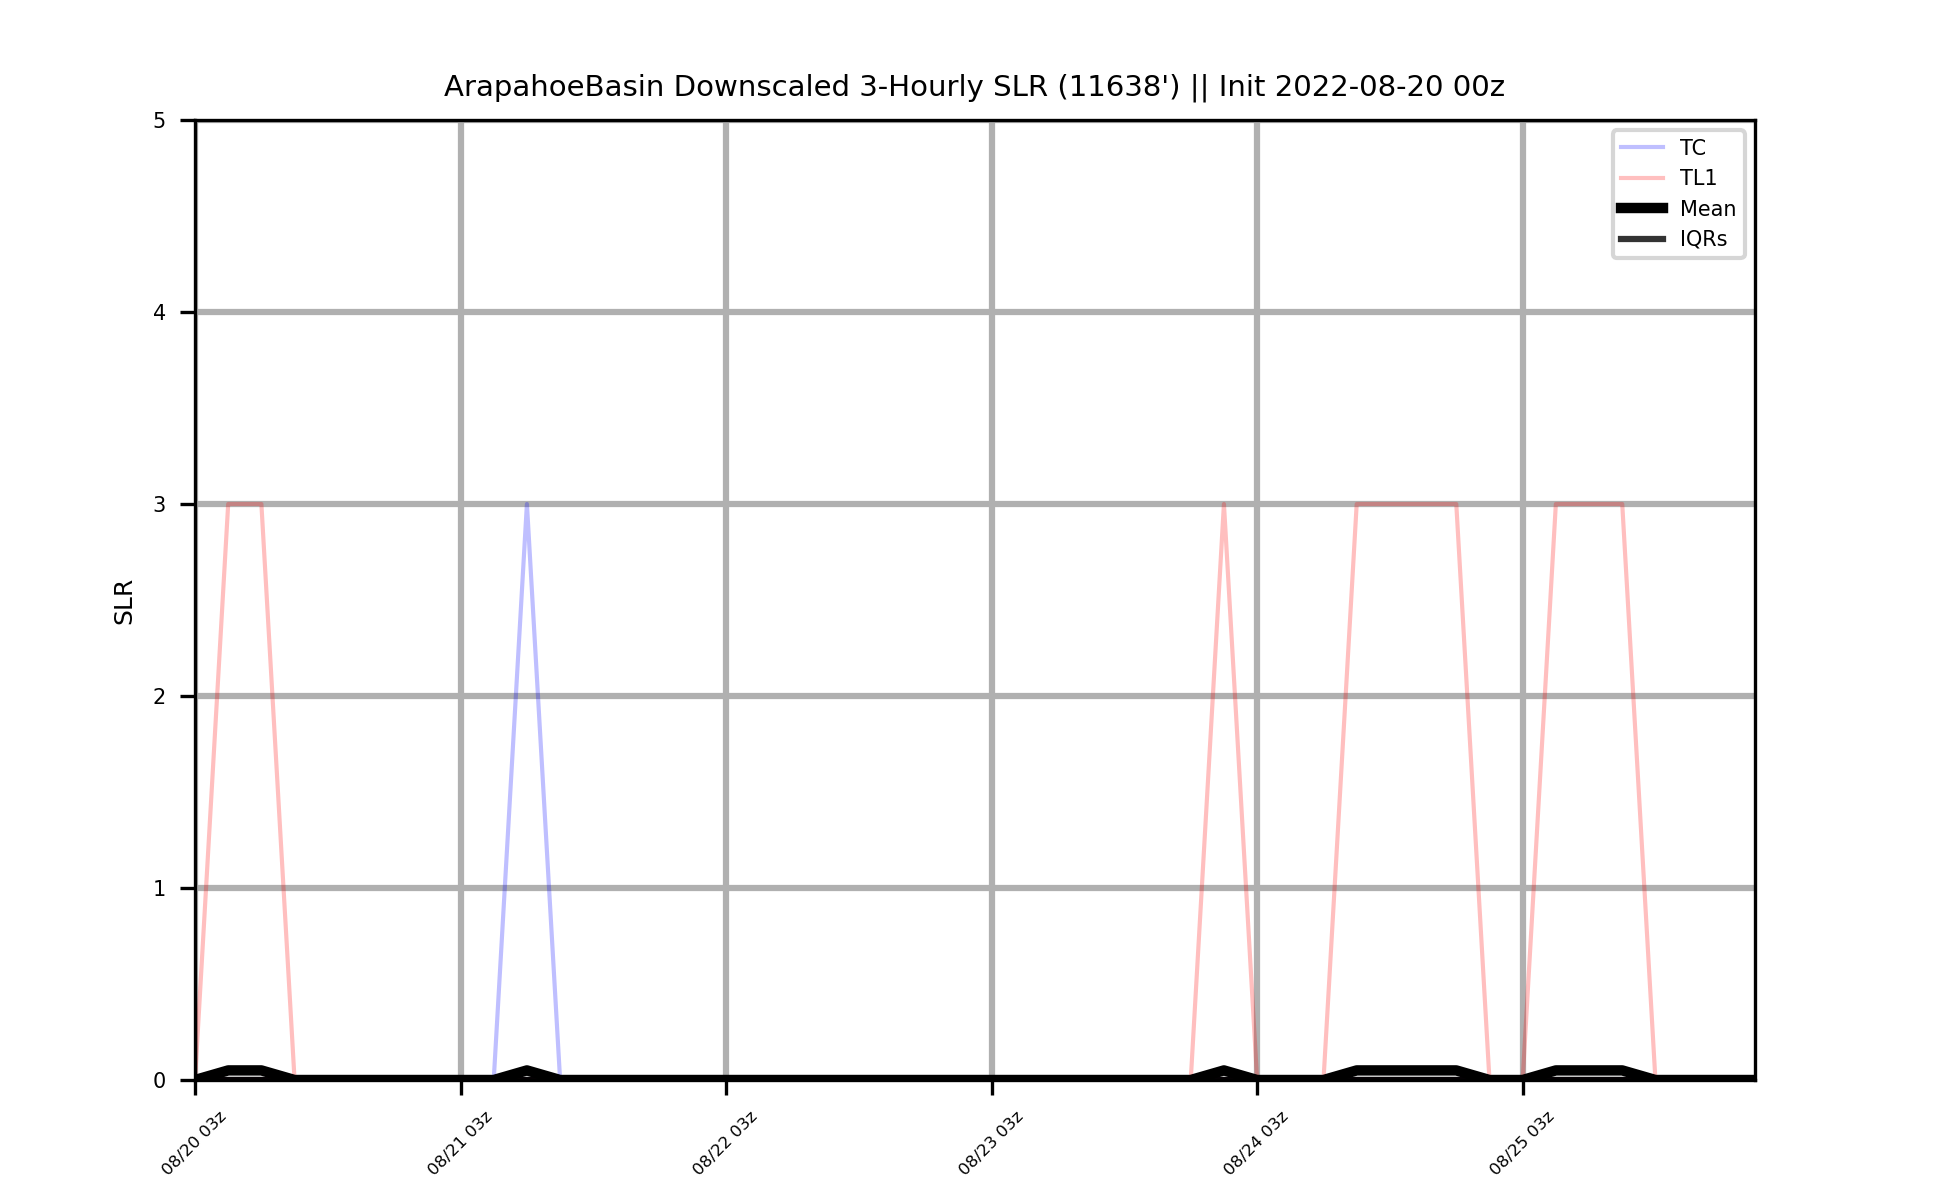 ArapahoeBasin Downscaled 3-Hourly SLR (11638') || Init 2022-08-20 00z
5
4
3
2
1
0
SLR
TC
TL1
Mean
IQRs
08/20 03z
08/21 03z
08/22 03z
08/23 03z
08/24 03z
08/25 03z